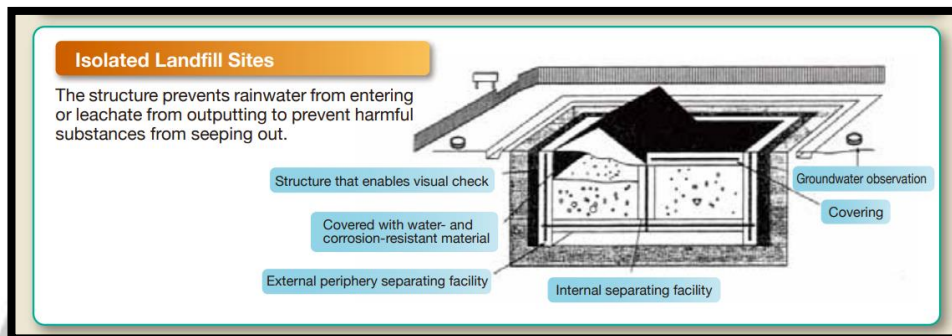 Isolated Landfill Sites
The structure prevents rainwater from entering
or leachate from outputting to prevent harmful
substances from seeping out.
Structure that enables visual check
Covered with water- and
corrosion-resistant material
External periphery separating facility
Internal separating facility
Groundwater observation
Covering